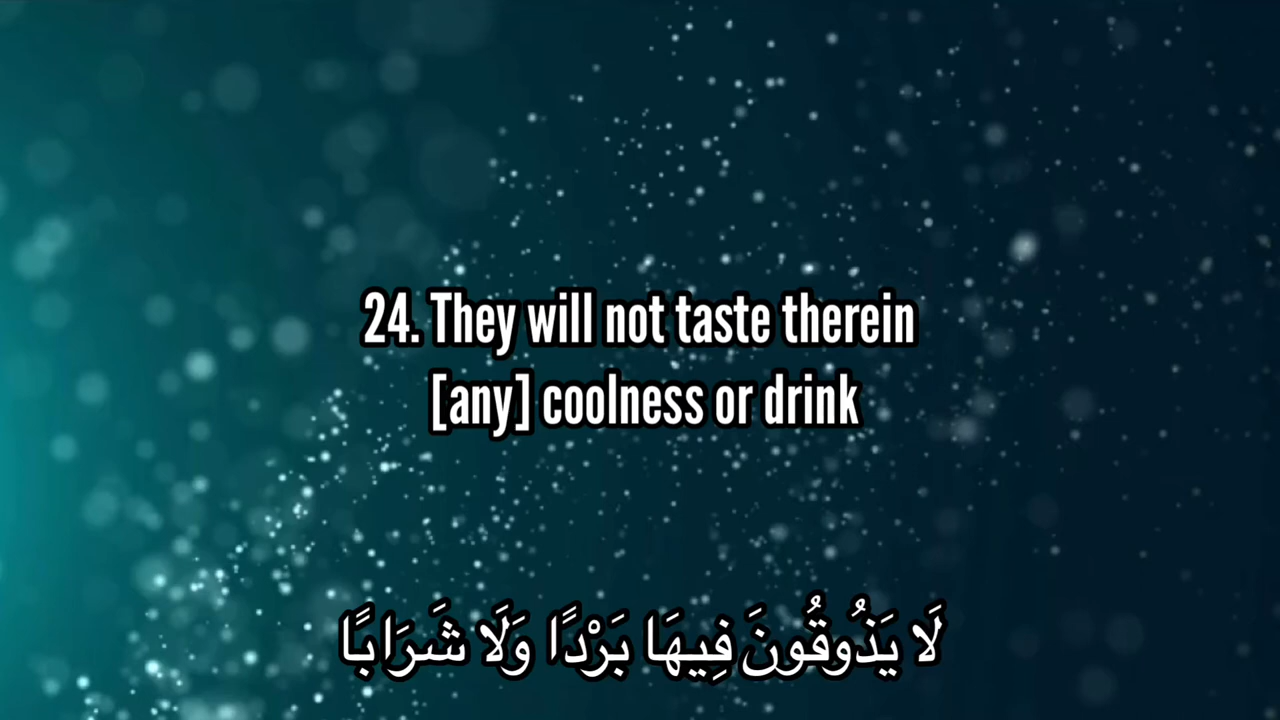 24. They will not taste therein
[any] coolness or drink
لَا يَذُوقُونَ فِيهَا بَرْدًا وَلَا شَرَابًا